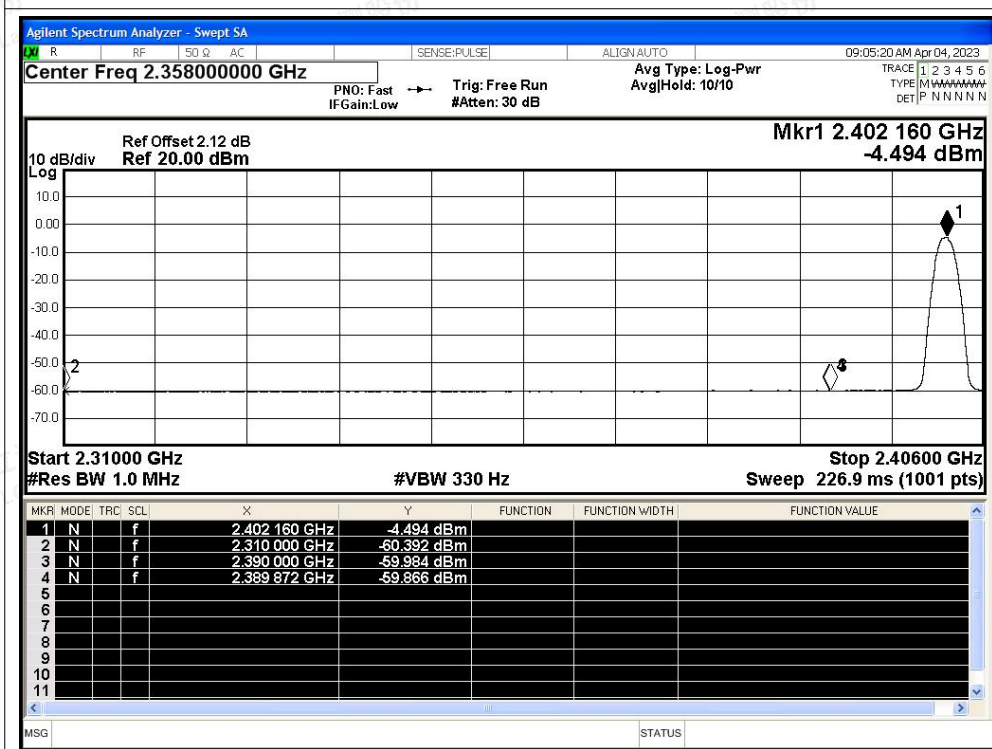 Agilent Spectrum Analyzer - Swept SA
LXI R RF 50 Ω AC SENSE:PULSE ALIGN AUTO 09:05:20 AM Apr 04, 2023
Center Freq 2.358000000 GHz
PNO: Fast
IFGain:Low
Trig: Free Run
#Atten: 30 dB
Avg Type: Log-Pwr
Avg|Hold: 10/10
TRACE 1 2 3 4 5 6
TYPE M WWWWW
DET P N N N N N
Ref Offset 2.12 dB
10 dB/div Ref 20.00 dBm
Log
Mkr1 2.402 160 GHz
-4.494 dBm
10.0
0.00
-10.0
-20.0
-30.0
-40.0
-50.0
-60.0
-70.0
1
2
Start 2.31000 GHz Stop 2.40600 GHz
#Res BW 1.0 MHz #VBW 330 Hz Sweep 226.9 ms (1001 pts)
MKR MODE TRC SCL X Y FUNCTION FUNCTION WIDTH FUNCTION VALUE
1 N f 2.402 160 GHz -4.494 dBm
2 N f 2.310 000 GHz -60.392 dBm
3 N f 2.390 000 GHz -59.984 dBm
4 N f 2.389 872 GHz -59.866 dBm
5
6
7
8
9
10
11
MSG STATUS